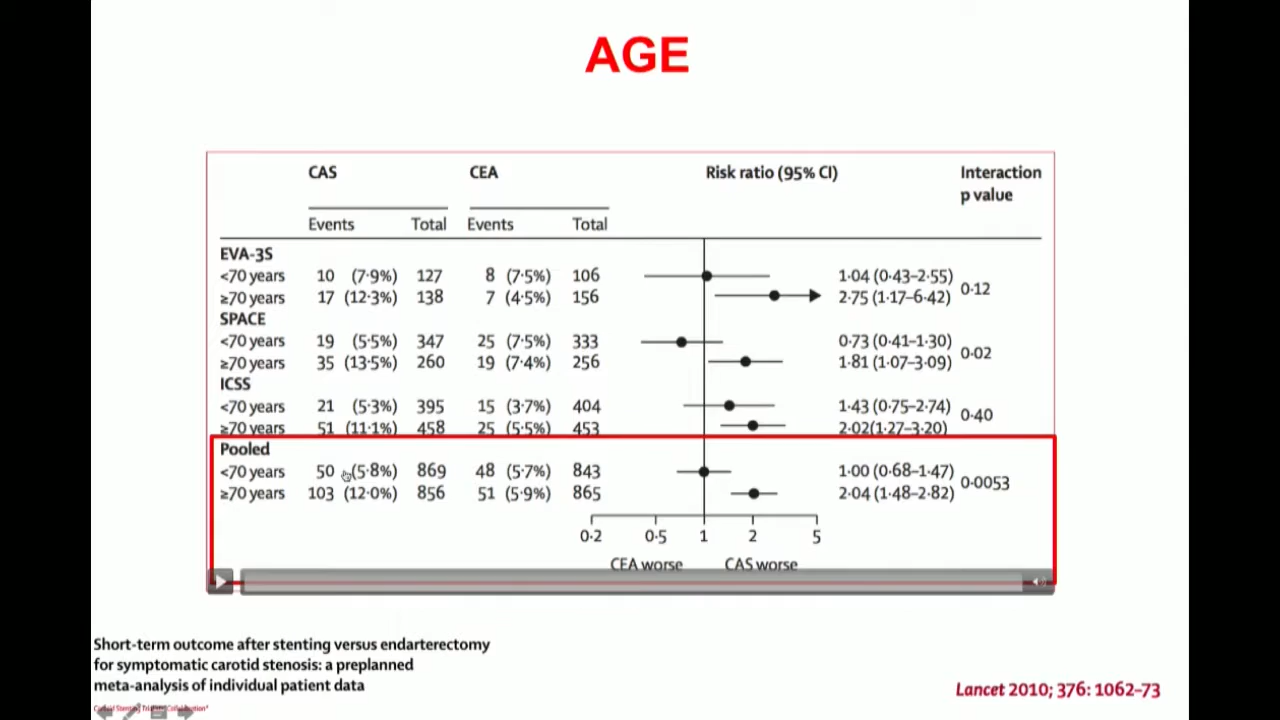 AGE
CAS CEA Risk ratio (95% CI) Interaction p value
Events Total Events Total
EVA-3S
<70 years 10 (7·9%) 127 8 (7·5%) 106 1·04 (0·43–2·55) 0·12
≥70 years 17 (12·3%) 138 7 (4·5%) 156 2·75 (1·17–6·42)
SPACE
<70 years 19 (5·5%) 347 25 (7·5%) 333 0·73 (0·41–1·30) 0·02
≥70 years 35 (13·5%) 260 19 (7·4%) 256 1·81 (1·07–3·09)
ICSS
<70 years 21 (5·3%) 395 15 (3·7%) 404 1·43 (0·75–2·74) 0·40
≥70 years 51 (11·1%) 458 25 (5·5%) 453 2·02(1·27–3·20)
Pooled
<70 years 50 (5·8%) 869 48 (5·7%) 843 1·00 (0·68–1·47) 0·0053
≥70 years 103 (12·0%) 856 51 (5·9%) 865 2·04 (1·48–2·82)
0·2 0·5 1 2 5
CEA worse CAS worse
Short-term outcome after stenting versus endarterectomy
for symptomatic carotid stenosis: a preplanned
meta-analysis of individual patient data
Lancet 2010; 376: 1062–73